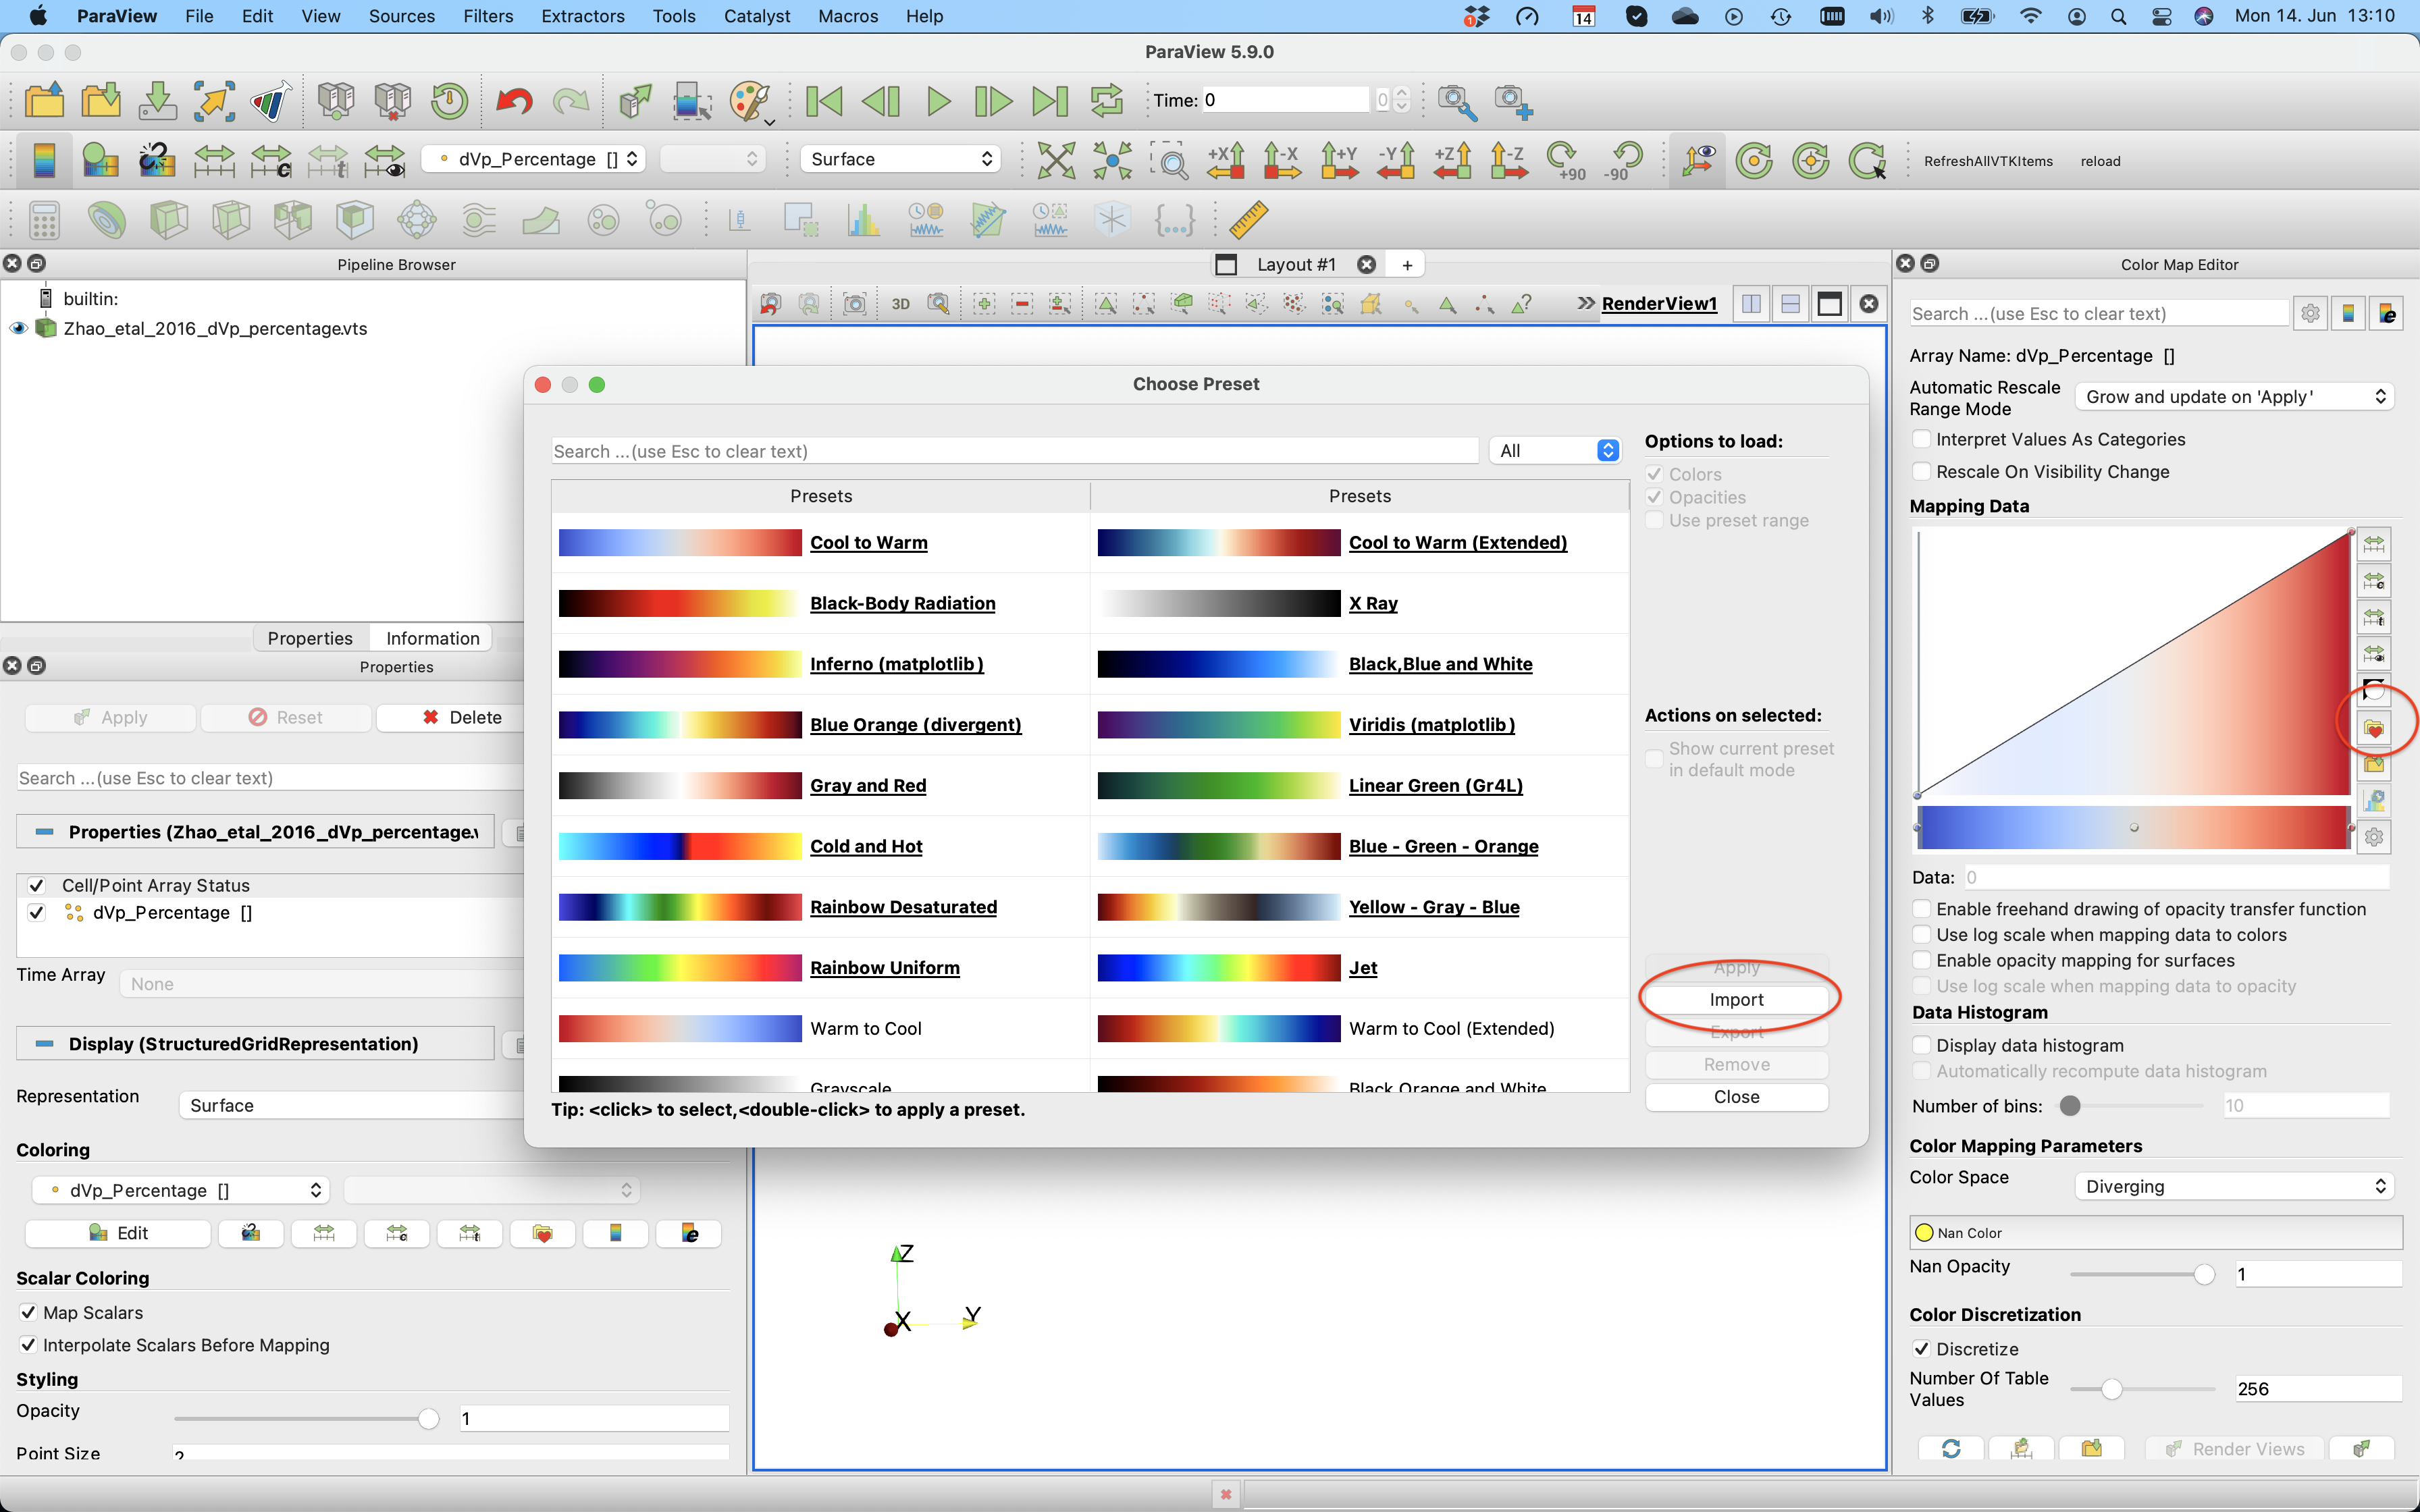 ParaView File Edit View Sources Filters Extractors Tools Catalyst Macros Help 1 14 Mon 14. Jun 13:10
ParaView 5.9.0
Time: 0 0
dVp_Percentage [] Surface +X -X +Y -Y +Z -Z +90 -90 RefreshAllVTKItems reload
Pipeline Browser
builtin:
Zhao_etal_2016_dVp_percentage.vts
Properties Information
Properties
Apply Reset Delete
Search ...(use Esc to clear text)
Properties (Zhao_etal_2016_dVp_percentage.v
Cell/Point Array Status
dVp_Percentage []
Time Array None
Display (StructuredGridRepresentation)
Representation Surface
Coloring
dVp_Percentage []
Edit
Scalar Coloring
Map Scalars
Interpolate Scalars Before Mapping
Styling
Opacity 1
Point Size 2
Layout #1 +
3D RenderView1
Choose Preset
Search ...(use Esc to clear text) All
Presets Presets
Cool to Warm Cool to Warm (Extended)
Black-Body Radiation X Ray
Inferno (matplotlib) Black,Blue and White
Blue Orange (divergent) Viridis (matplotlib)
Gray and Red Linear Green (Gr4L)
Cold and Hot Blue - Green - Orange
Rainbow Desaturated Yellow - Gray - Blue
Rainbow Uniform Jet
Warm to Cool Warm to Cool (Extended)
Grayscale Black Orange and White
Tip: <click> to select,<double-click> to apply a preset.
Options to load:
Colors
Opacities
Use preset range
Actions on selected:
Show current preset
in default mode
Apply
Import
Export
Remove
Close
Z
X Y
Color Map Editor
Search ...(use Esc to clear text)
Array Name: dVp_Percentage []
Automatic Rescale
Range Mode Grow and update on 'Apply'
Interpret Values As Categories
Rescale On Visibility Change
Mapping Data
Data: 0
Enable freehand drawing of opacity transfer function
Use log scale when mapping data to colors
Enable opacity mapping for surfaces
Use log scale when mapping data to opacity
Data Histogram
Display data histogram
Automatically recompute data histogram
Number of bins: 10
Color Mapping Parameters
Color Space Diverging
Nan Color
Nan Opacity 1
Color Discretization
Discretize
Number Of Table
Values 256
Render Views